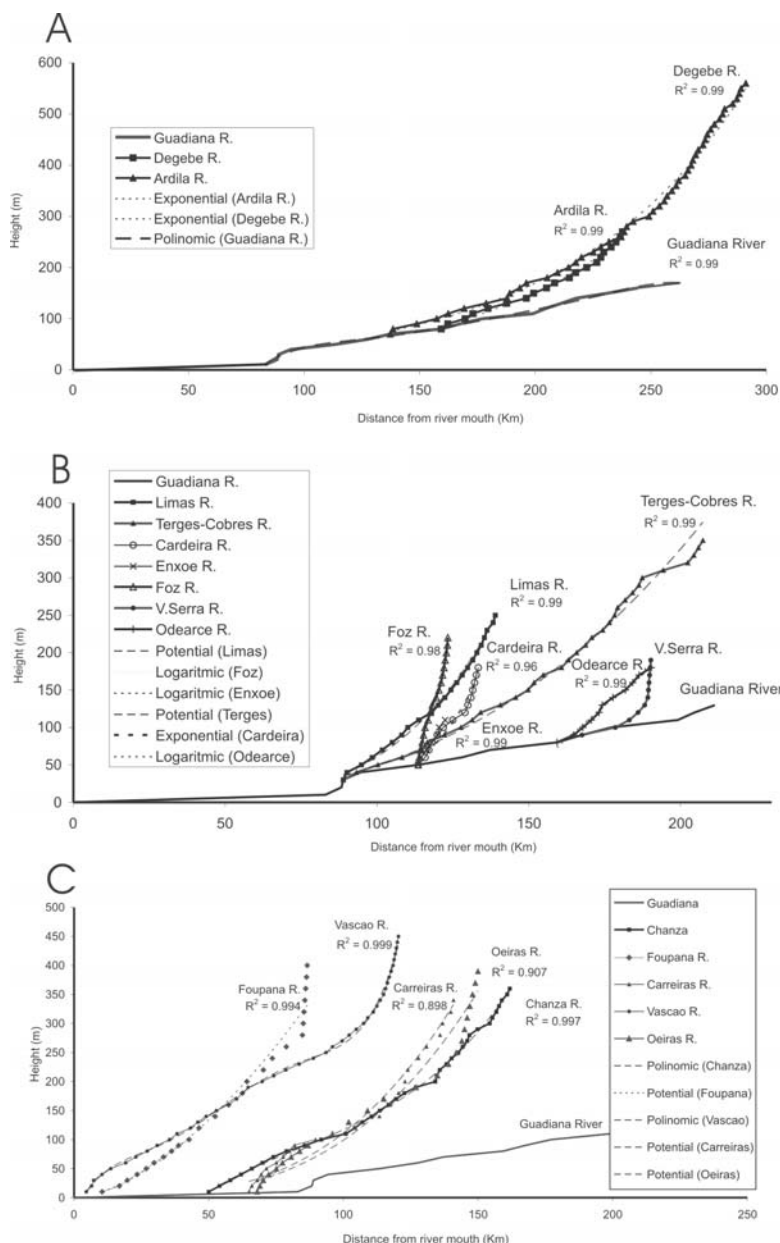 A
600
500
400
300
200
100
0
Height (m)
Guadiana R.
Degebe R.
Ardila R.
Exponential (Ardila R.)
Exponential (Degebe R.)
Polinomic (Guadiana R.)
Degebe R.
R² = 0.99
Ardila R.
R² = 0.99
Guadiana River
R² = 0.99
0 50 100 150 200 250 300
Distance from river mouth (Km)
B
400
350
300
250
200
150
100
50
0
Height (m)
Guadiana R.
Limas R.
Terges-Cobres R.
Cardeira R.
Enxoe R.
Foz R.
V.Serra R.
Odearce R.
Potential (Limas)
Logaritmic (Foz)
Logaritmic (Enxoe)
Potential (Terges)
Exponential (Cardeira)
Logaritmic (Odearce)
Terges-Cobres R.
R² = 0.99
Limas R.
R² = 0.99
Foz R.
R² = 0.98
Cardeira R.
R² = 0.96
V.Serra R.
Odearce R.
R² = 0.99
Guadiana River
Enxoe R.
R² = 0.99
0 50 100 150 200
Distance from river mouth (Km)
C
500
450
400
350
300
250
200
150
100
50
0
Height (m)
Vascao R.
R² = 0.999
Oeiras R.
R² = 0.907
Foupana R.
R² = 0.994
Carreiras R.
R² = 0.898
Chanza R.
R² = 0.997
Guadiana River
Guadiana
Chanza
Foupana R.
Carreiras R.
Vascao R.
Oeiras R.
Polinomic (Chanza)
Potential (Foupana)
Polinomic (Vascao)
Potential (Carreiras)
Potential (Oeiras)
0 50 100 150 200 250
Distance from river mouth (Km)